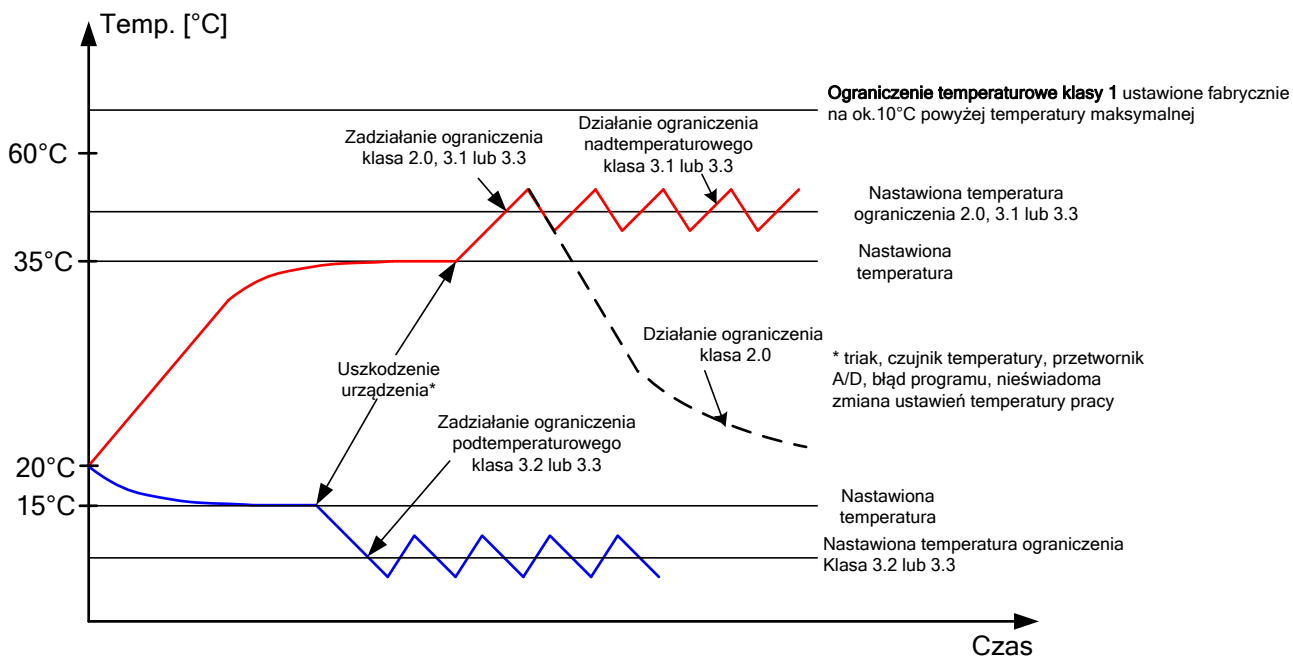 Temp. [°C]
Ograniczenie temperaturowe klasy 1 ustawione fabrycznie
na ok.10°C powyżej temperatury maksymalnej
Zadziałanie ograniczenia
klasa 2.0, 3.1 lub 3.3
Działanie ograniczenia
nadtemperaturowego
klasa 3.1 lub 3.3
60°C
Nastawiona temperatura
ograniczenia 2.0, 3.1 lub 3.3
35°C
Nastawiona
temperatura
Działanie ograniczenia
klasa 2.0
Uszkodzenie
urządzenia*
* triak, czujnik temperatury, przetwornik
A/D, błąd programu, nieświadoma
zmiana ustawień temperatury pracy
Zadziałanie ograniczenia
podtemperaturowego
klasa 3.2 lub 3.3
20°C
15°C
Nastawiona
temperatura
Nastawiona temperatura ograniczenia
Klasa 3.2 lub 3.3
Czas